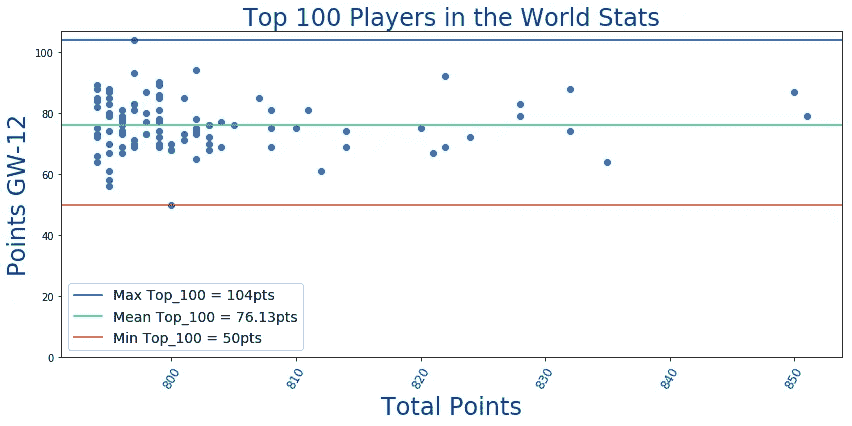 Top 100 Players in the World Stats
Points GW-12
100
80
60
40
20
0
Max Top_100 = 104pts
Mean Top_100 = 76.13pts
Min Top_100 = 50pts
800 810 820 830 840 850
Total Points